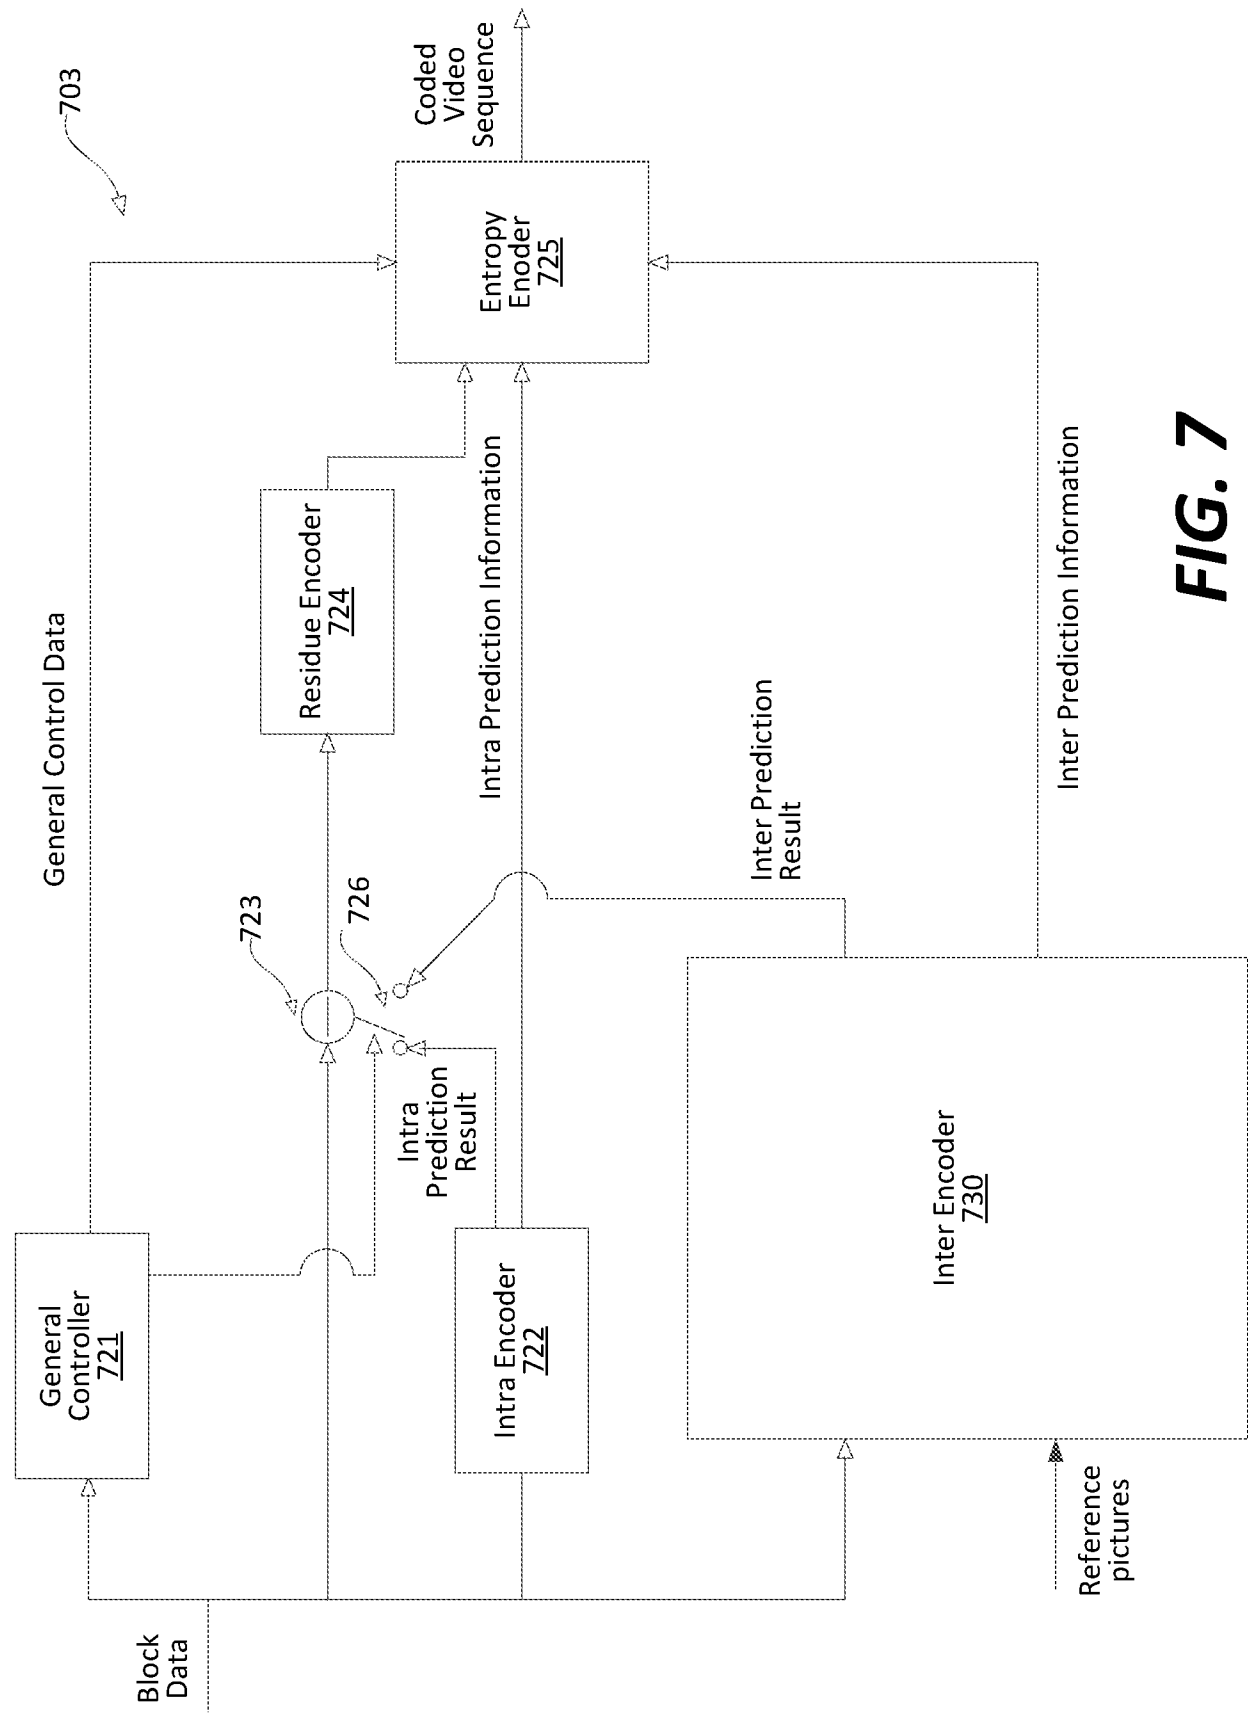 703
General Control Data
Coded
Video
Sequence
General
Controller
721
723
Residue Encoder
724
Entropy
Enoder
725
Block
Data
726
Intra
Prediction
Result
Intra Prediction Information
Intra Encoder
722
Inter Prediction
Result
Inter Encoder
730
Inter Prediction Information
Reference
pictures
FIG. 7